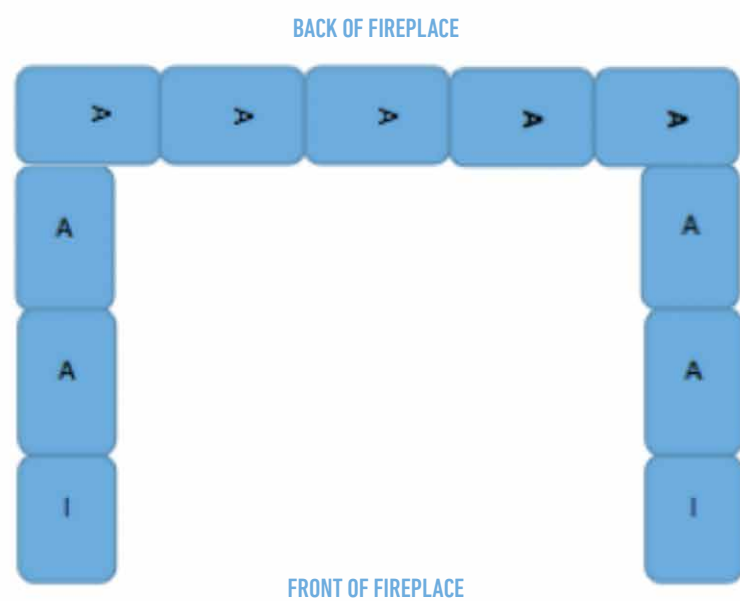 BACK OF FIREPLACE
A A A A A
A A
A A
I I
FRONT OF FIREPLACE